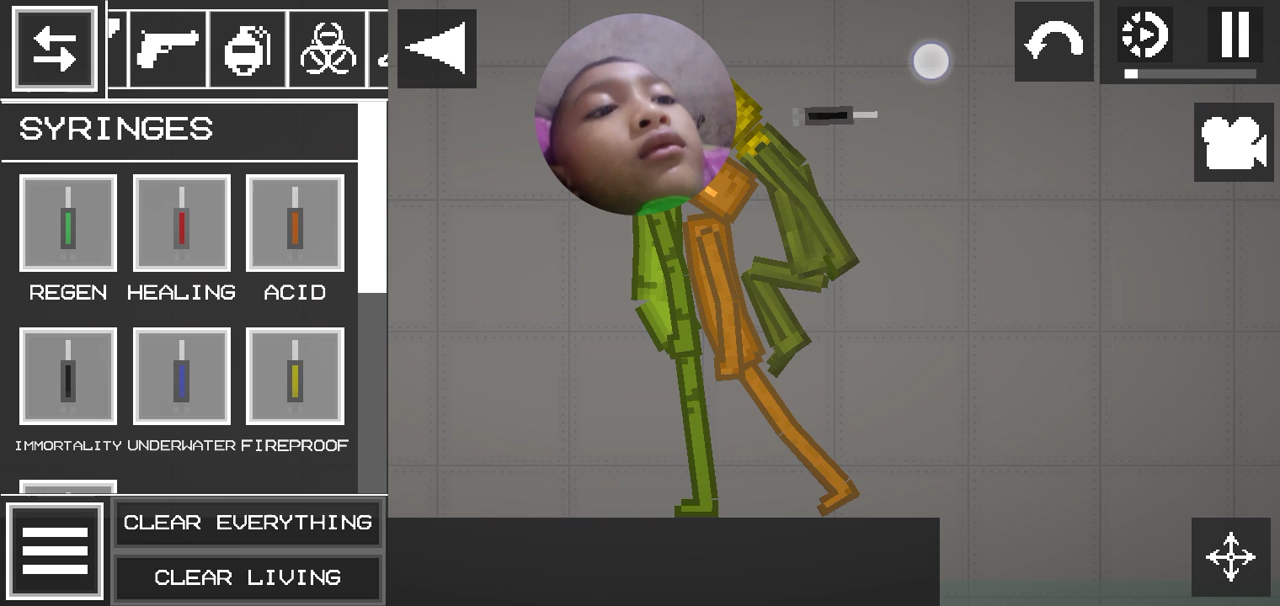 SYRINGES
REGEN HEALING ACID
IMMORTALITY UNDERWATER FIREPROOF
CLEAR EVERYTHING
CLEAR LIVING